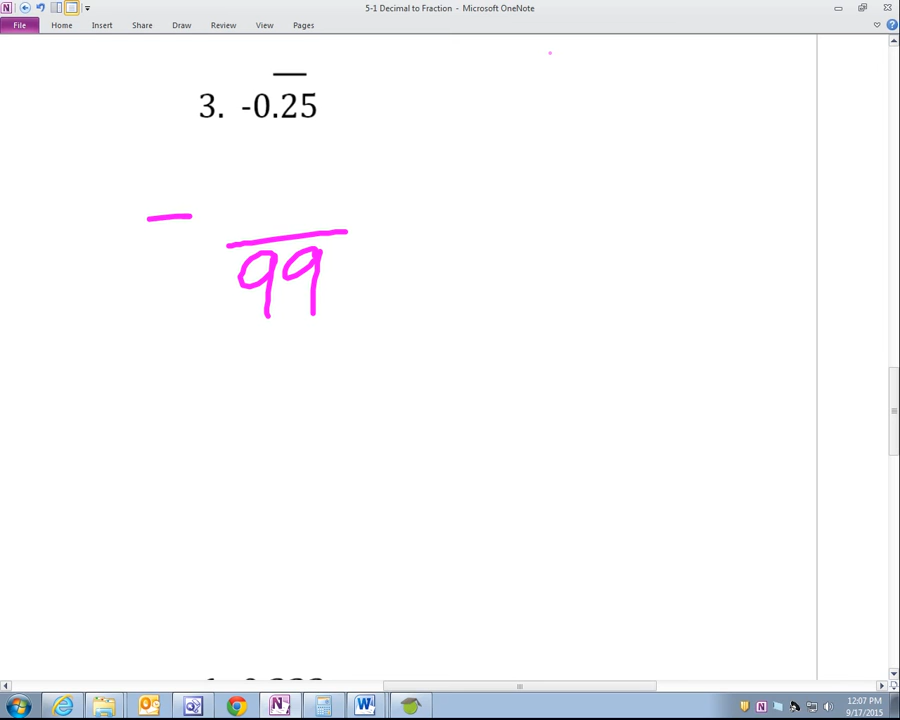 5-1 Decimal to Fraction - Microsoft OneNote
File Home Insert Share Draw Review View Pages
3. -0.25
—
99
12:07 PM
9/17/2015